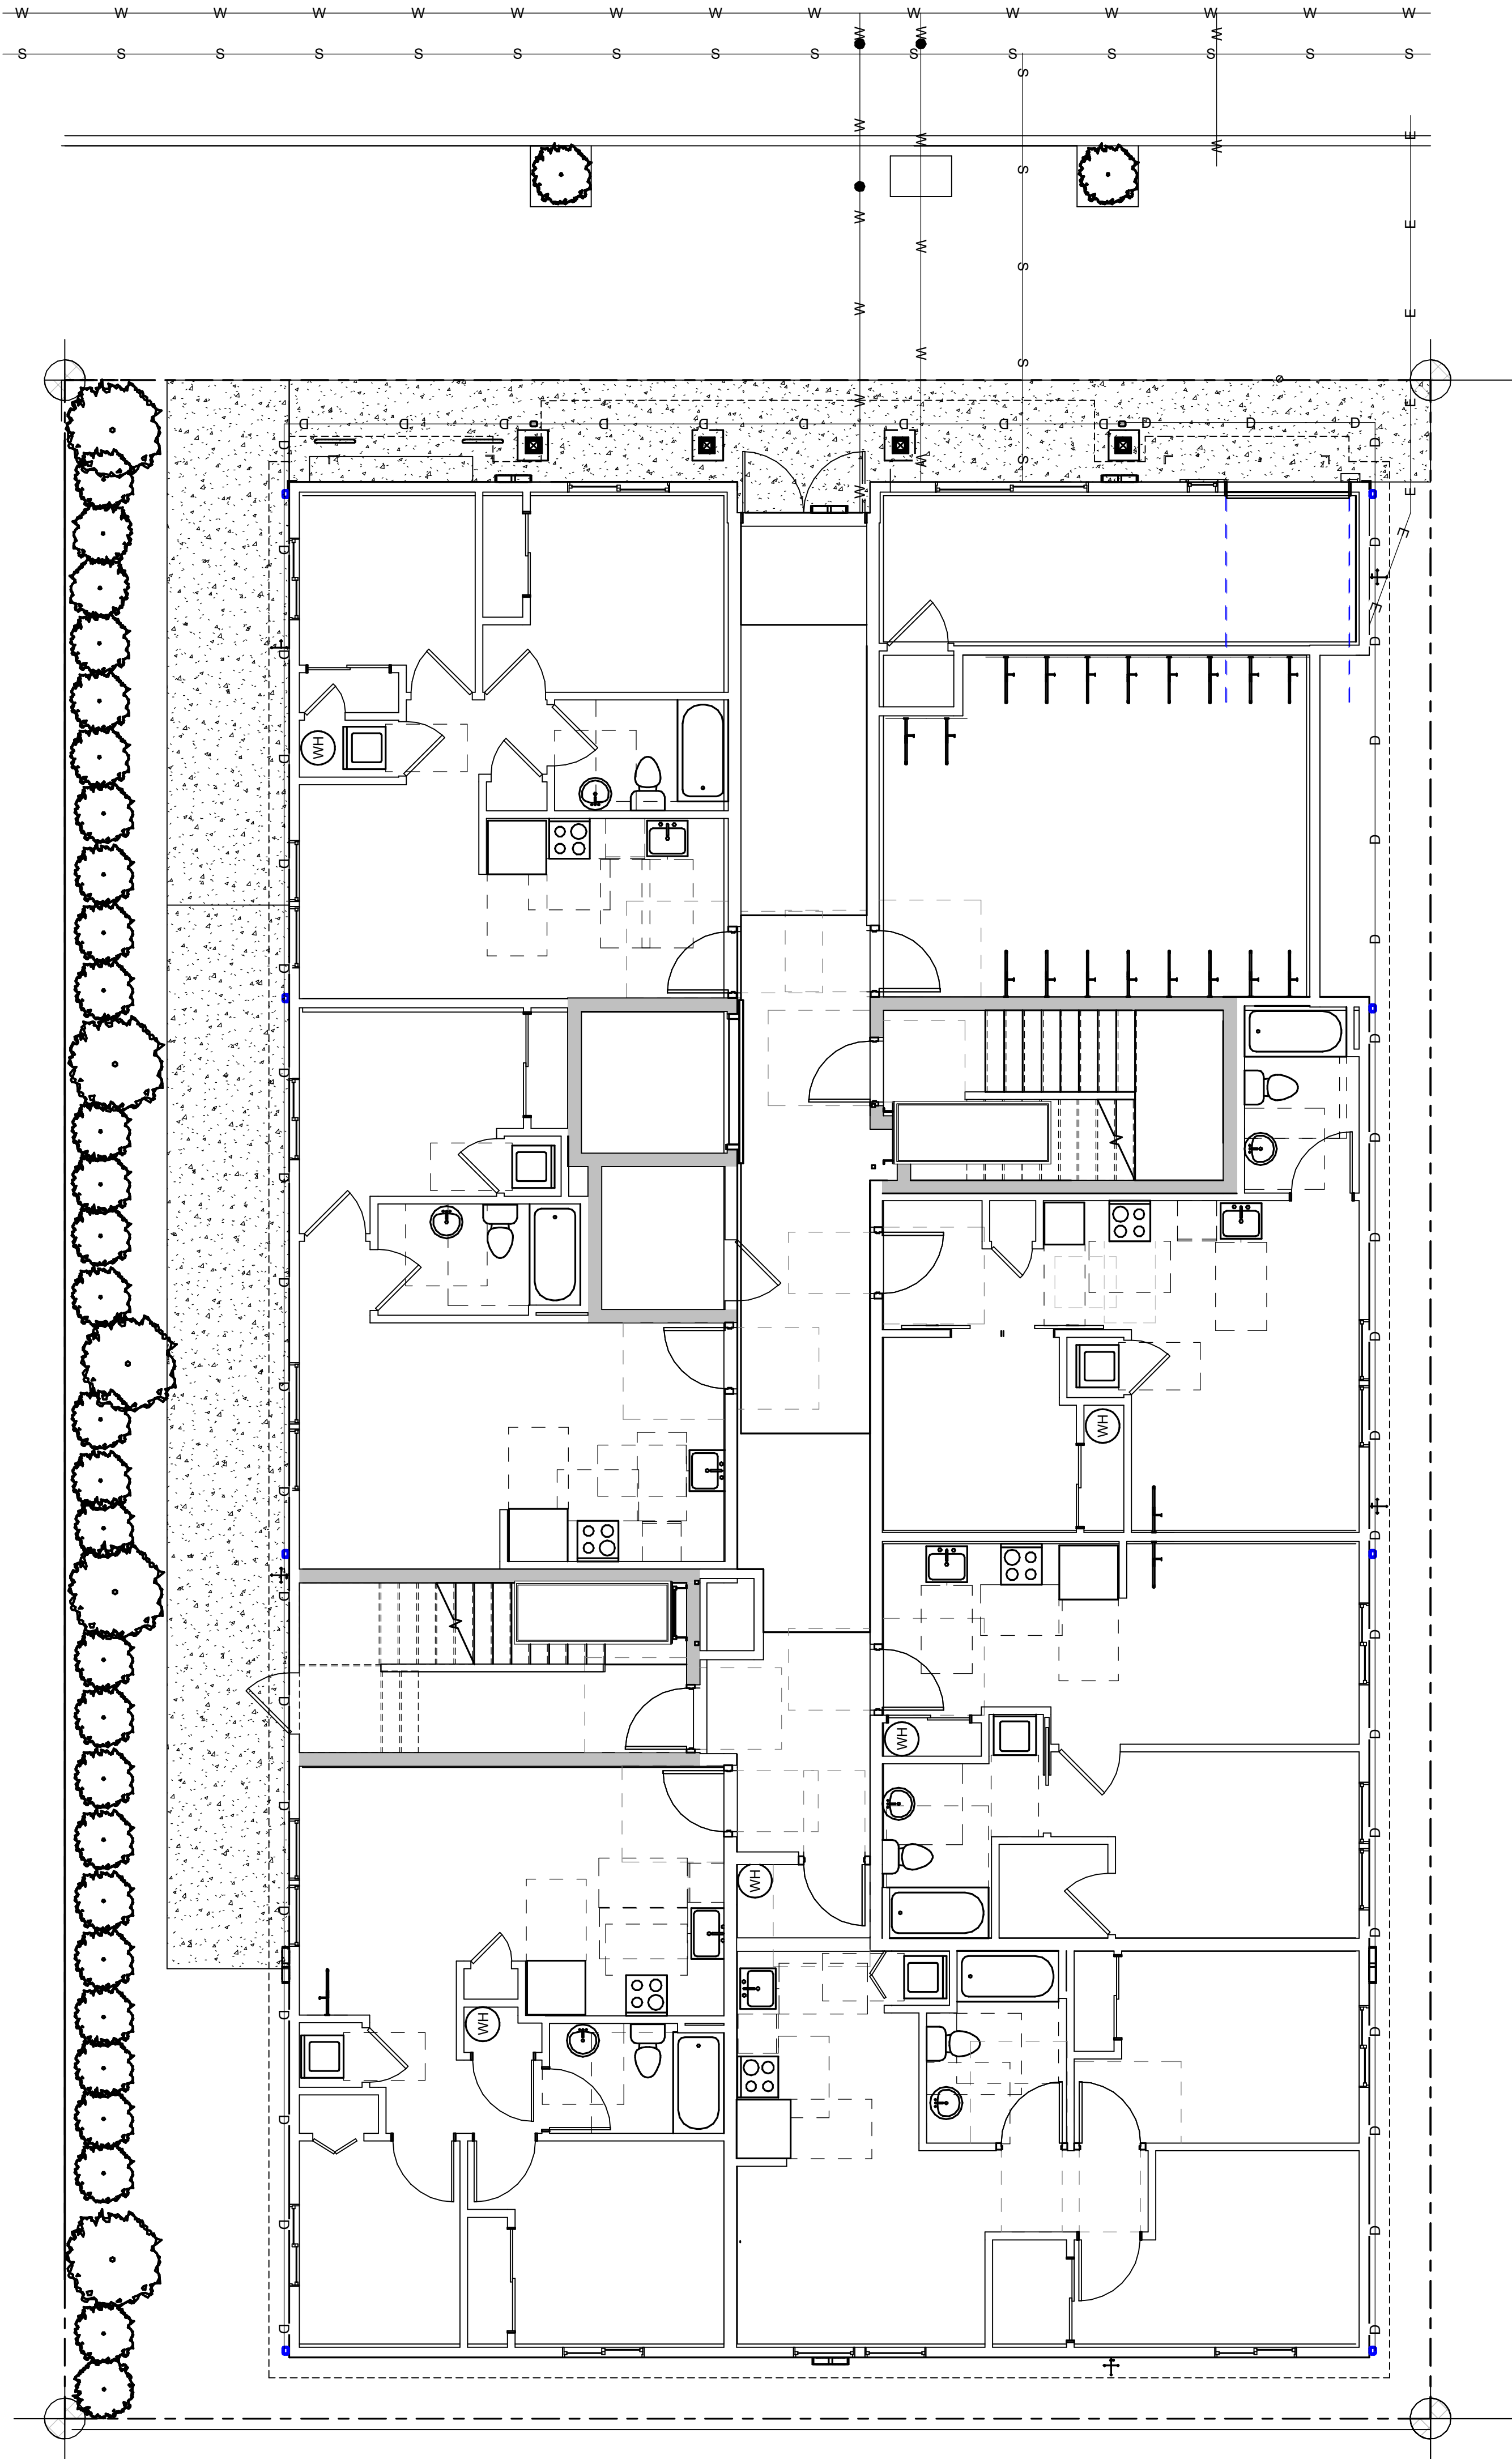 W W W W W W W W W W W W W W W
S S S S S S S S S S S S S S S
W W W W W W
W W W W W
S S S S S
W W
E E E E E E E
D D D D D D D D D D D D
D D D D D D D D D D D D D D D D D D D
D D D D D D D D D D D D D D D D D D D D
WH
WH
WH
WH
WH